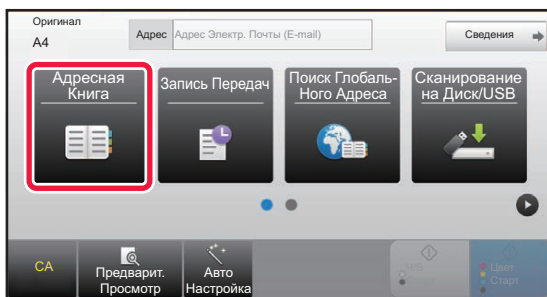 Оригинал
A4
Адрес
Адрес Электр. Почты (E-mail)
Сведения
Адресная
Книга
Запись Передач
Поиск Глобаль-
Ного Адреса
Сканирование
на Диск/USB
CA
Предварит.
Просмотр
Авто
Настройка
Цвет
Старт